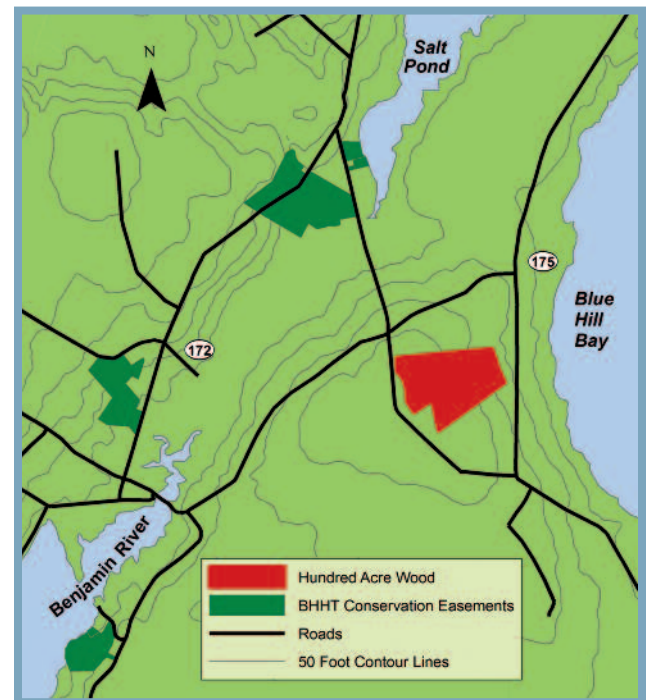 N
Salt
Pond
175
Blue
Hill
Bay
172
Benjamin River
Hundred Acre Wood
BHHT Conservation Easements
Roads
50 Foot Contour Lines